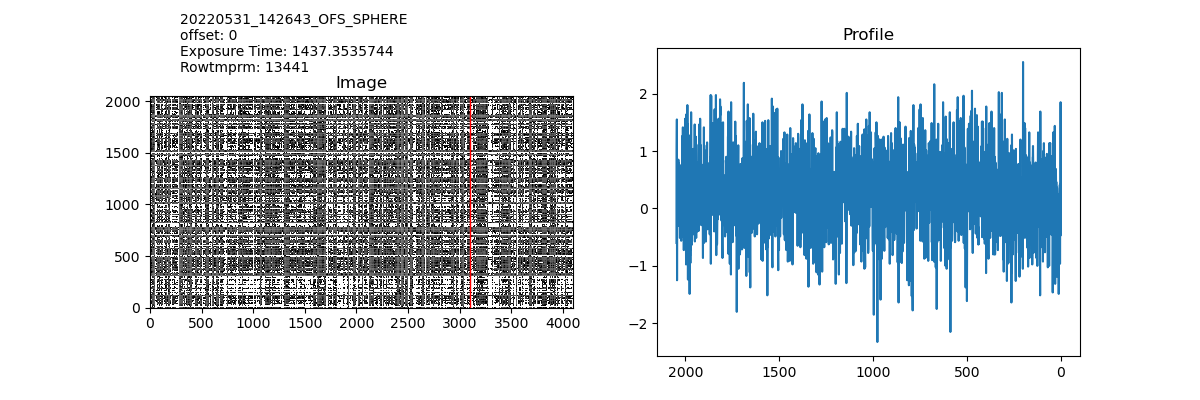 20220531_142643_OFS_SPHERE
offset: 0
Exposure Time: 1437.3535744
Rowtmprm: 13441
Image
2000
1500
1000
500
0
0 500 1000 1500 2000 2500 3000 3500 4000
Profile
2
1
0
−1
−2
2000 1500 1000 500 0